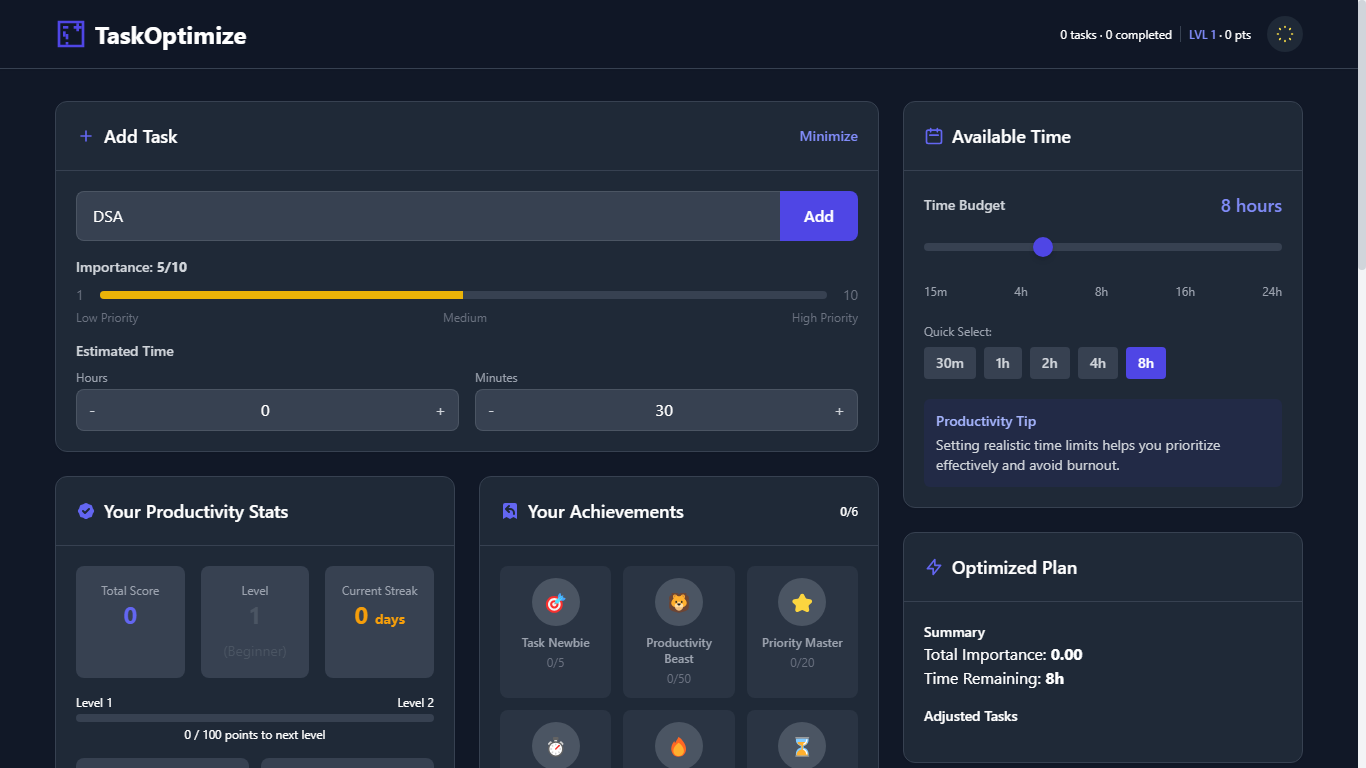 TaskOptimize
0 tasks · 0 completed
LVL 1 · 0 pts
Add Task
Minimize
DSA
Add
Importance: 5/10
1
10
Low Priority
Medium
High Priority
Estimated Time
Hours
Minutes
- 0 +
- 30 +
Available Time
Time Budget
8 hours
15m
4h
8h
16h
24h
Quick Select:
30m
1h
2h
4h
8h
Productivity Tip
Setting realistic time limits helps you prioritize
effectively and avoid burnout.
Your Productivity Stats
Total Score
0
Level
1
(Beginner)
Current Streak
0 days
Level 1
Level 2
0 / 100 points to next level
Your Achievements
0/6
Task Newbie
0/5
Productivity
Beast
0/50
Priority Master
0/20
Optimized Plan
Summary
Total Importance: 0.00
Time Remaining: 8h
Adjusted Tasks